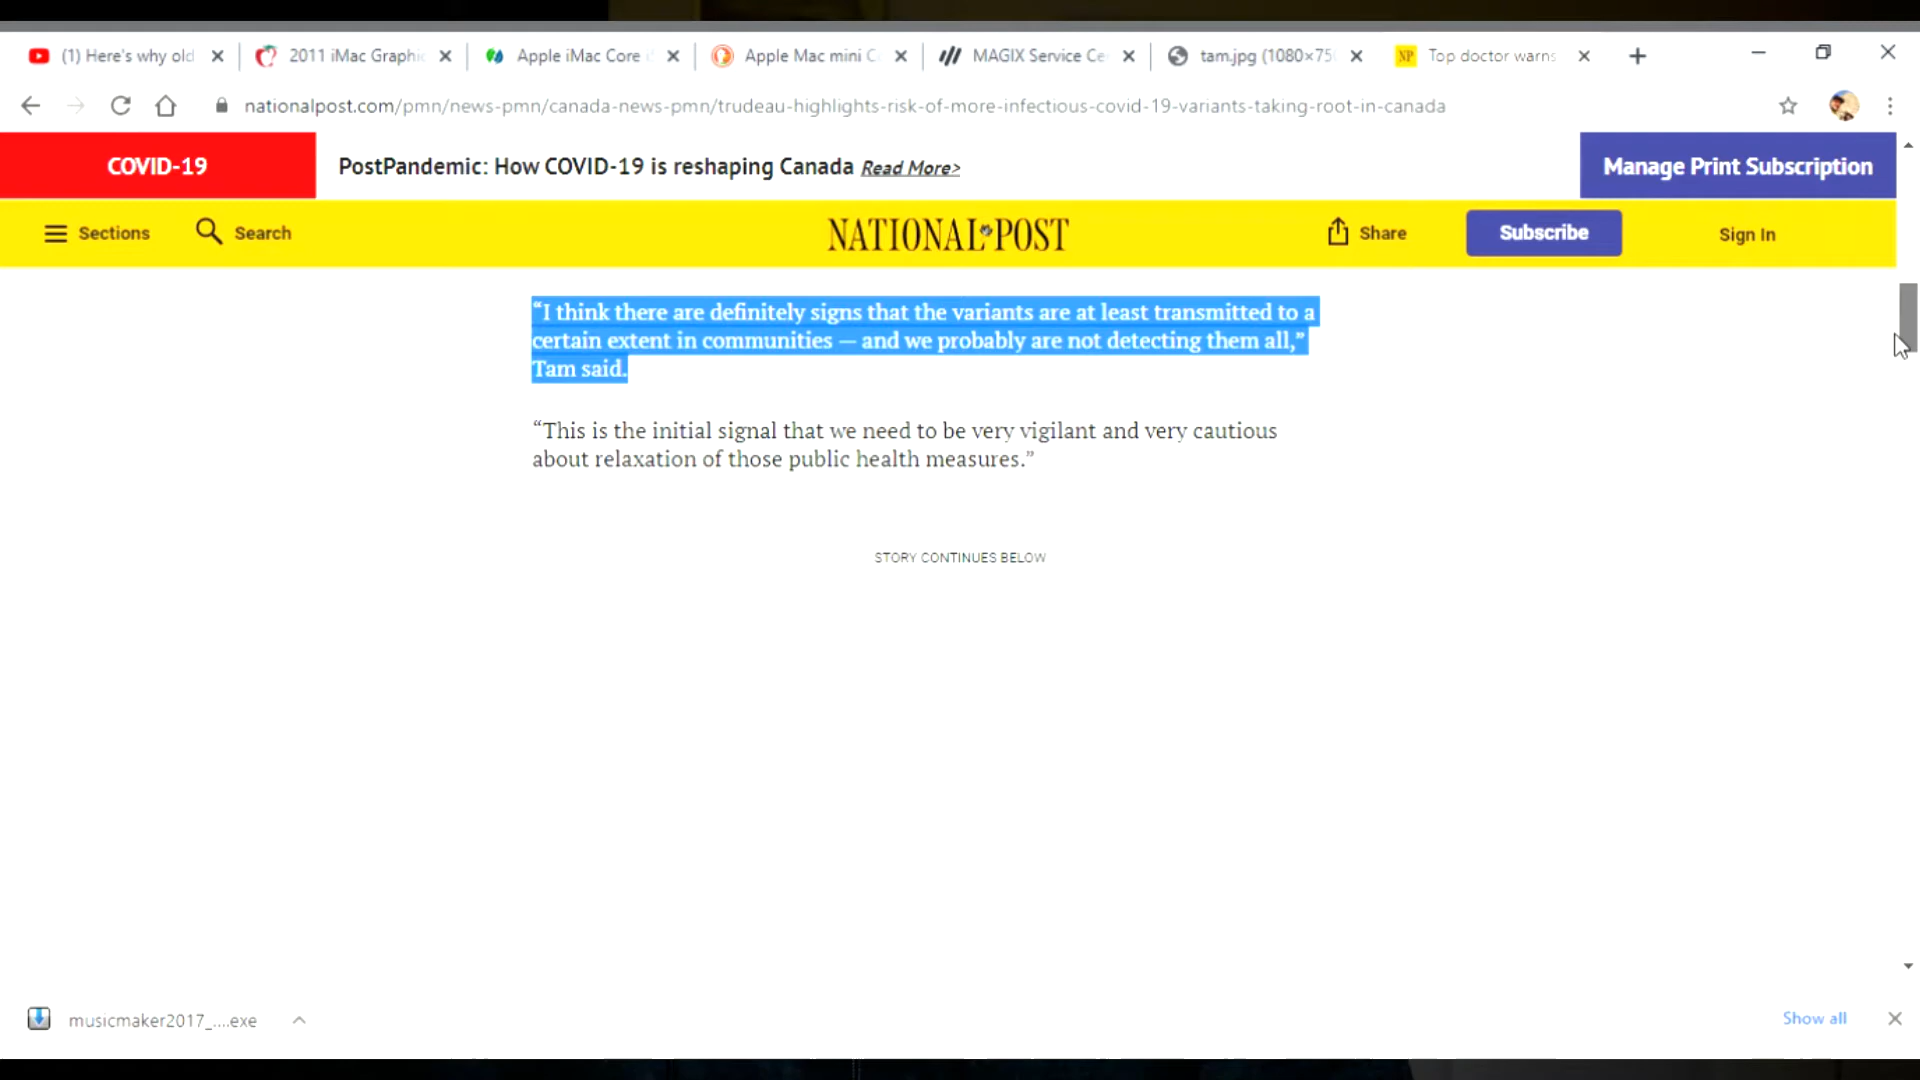 (1) Here's why old
2011 iMac Graphic
Apple iMac Core i
Apple Mac mini C
MAGIX Service Ce
tam.jpg (1080×75
NP
Top doctor warns
nationalpost.com/pmn/news-pmn/canada-news-pmn/trudeau-highlights-risk-of-more-infectious-covid-19-variants-taking-root-in-canada
COVID-19
PostPandemic: How COVID-19 is reshaping Canada Read More>
Manage Print Subscription
Sections
Search
NATIONAL POST
Share
Subscribe
Sign In
“I think there are definitely signs that the variants are at least transmitted to a
certain extent in communities — and we probably are not detecting them all,”
Tam said.
“This is the initial signal that we need to be very vigilant and very cautious
about relaxation of those public health measures.”
STORY CONTINUES BELOW
musicmaker2017_....exe
Show all